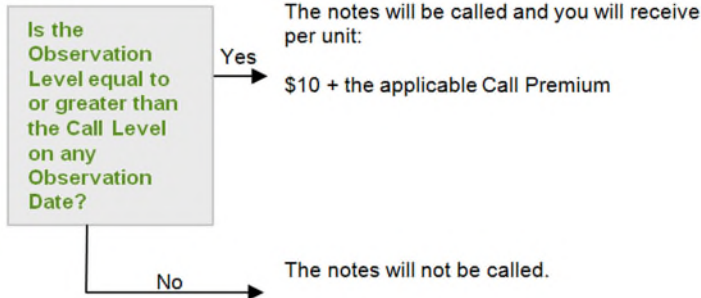 Is the
Observation
Level equal to
or greater than
the Call Level
on any
Observation
Date?
Yes
The notes will be called and you will receive
per unit:
$10 + the applicable Call Premium
No
The notes will not be called.